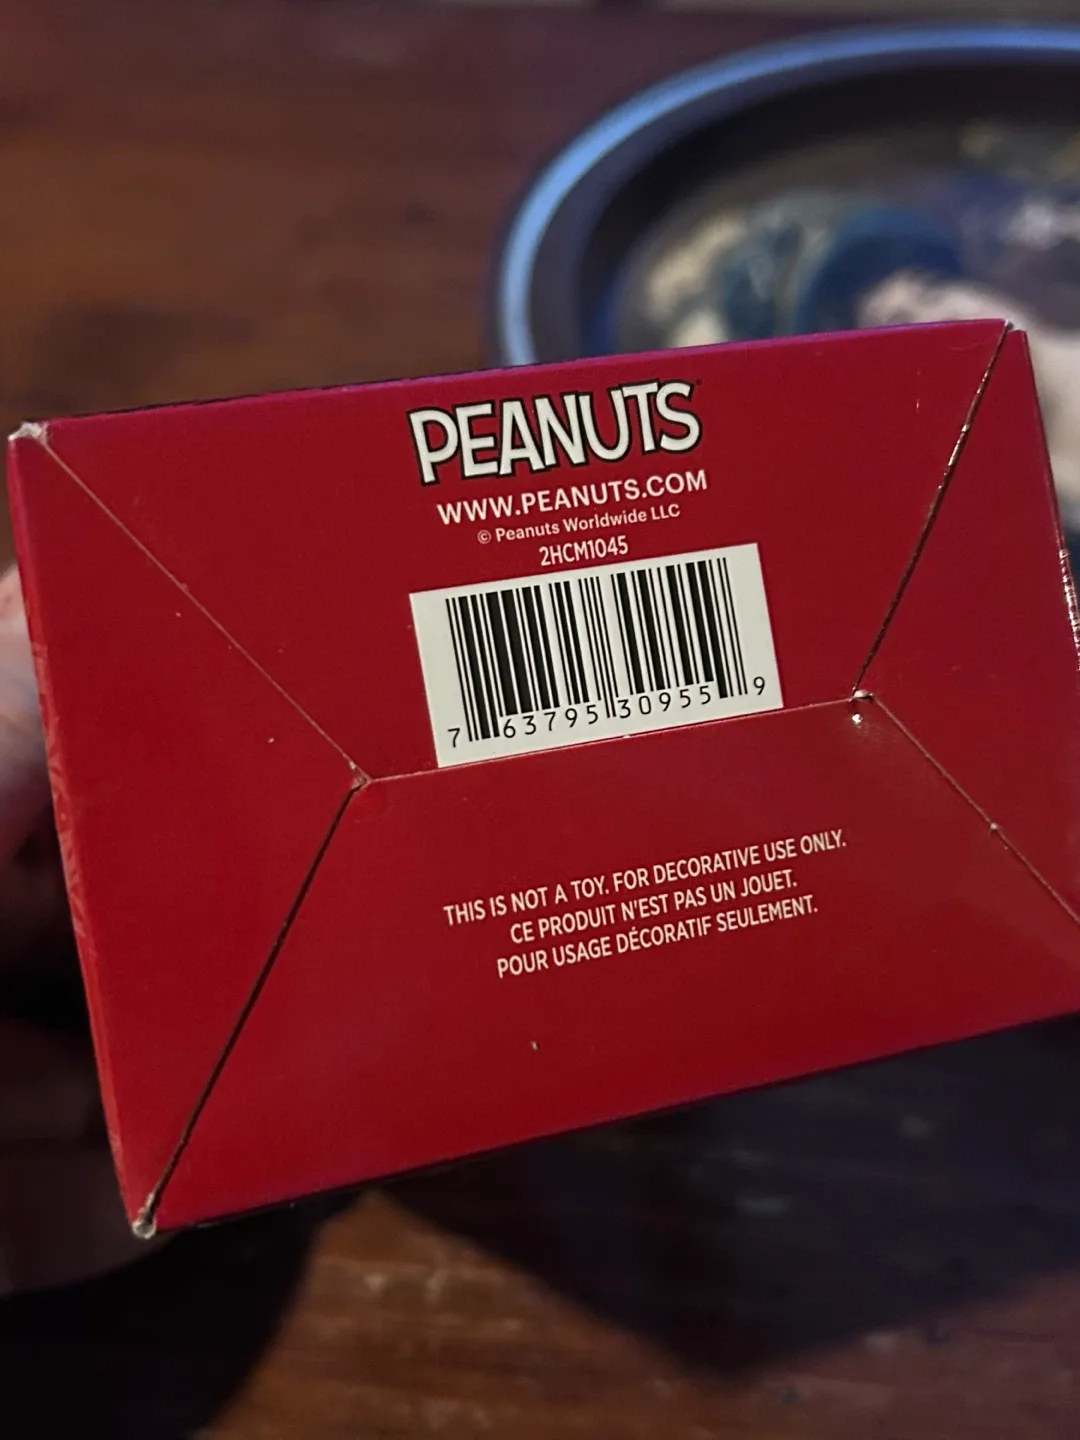 PEANUTS
WWW.PEANUTS.COM
© Peanuts Worldwide LLC
2HCM1045
7 63795 30955 9
THIS IS NOT A TOY. FOR DECORATIVE USE ONLY.
CE PRODUIT N'EST PAS UN JOUET.
POUR USAGE DÉCORATIF SEULEMENT.